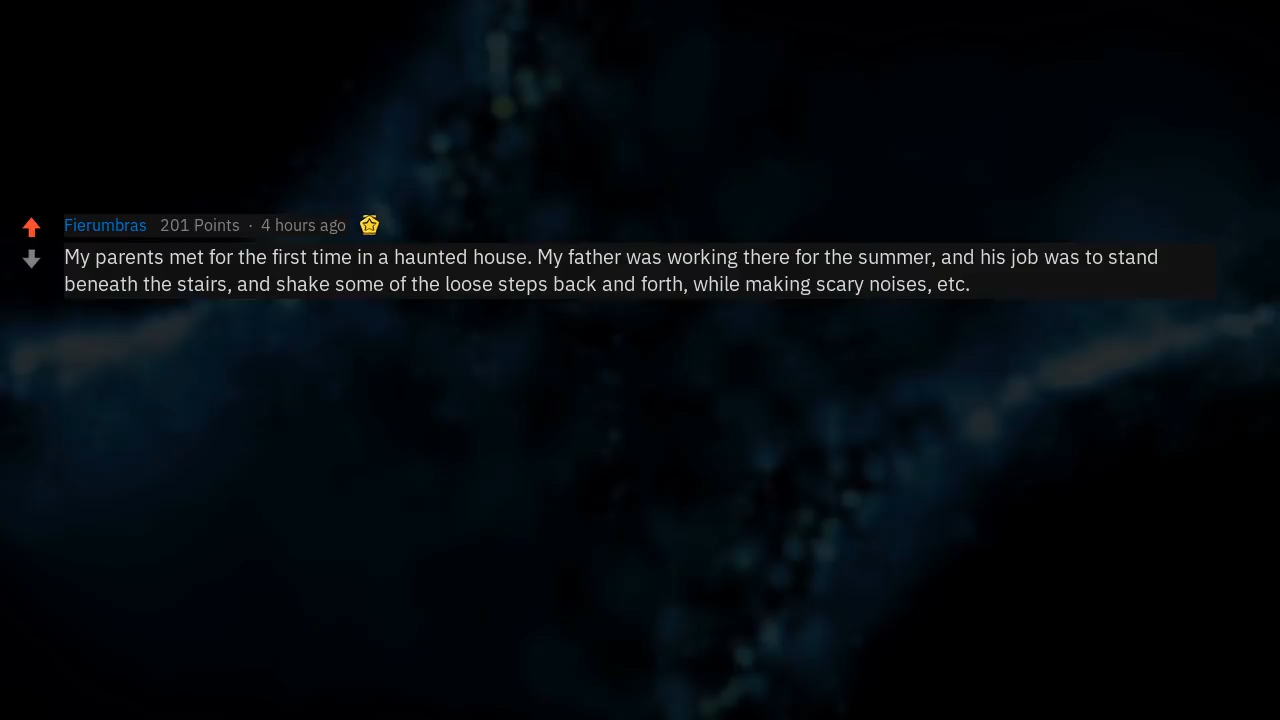 Fierumbras 201 Points · 4 hours ago
My parents met for the first time in a haunted house. My father was working there for the summer, and his job was to stand
beneath the stairs, and shake some of the loose steps back and forth, while making scary noises, etc.